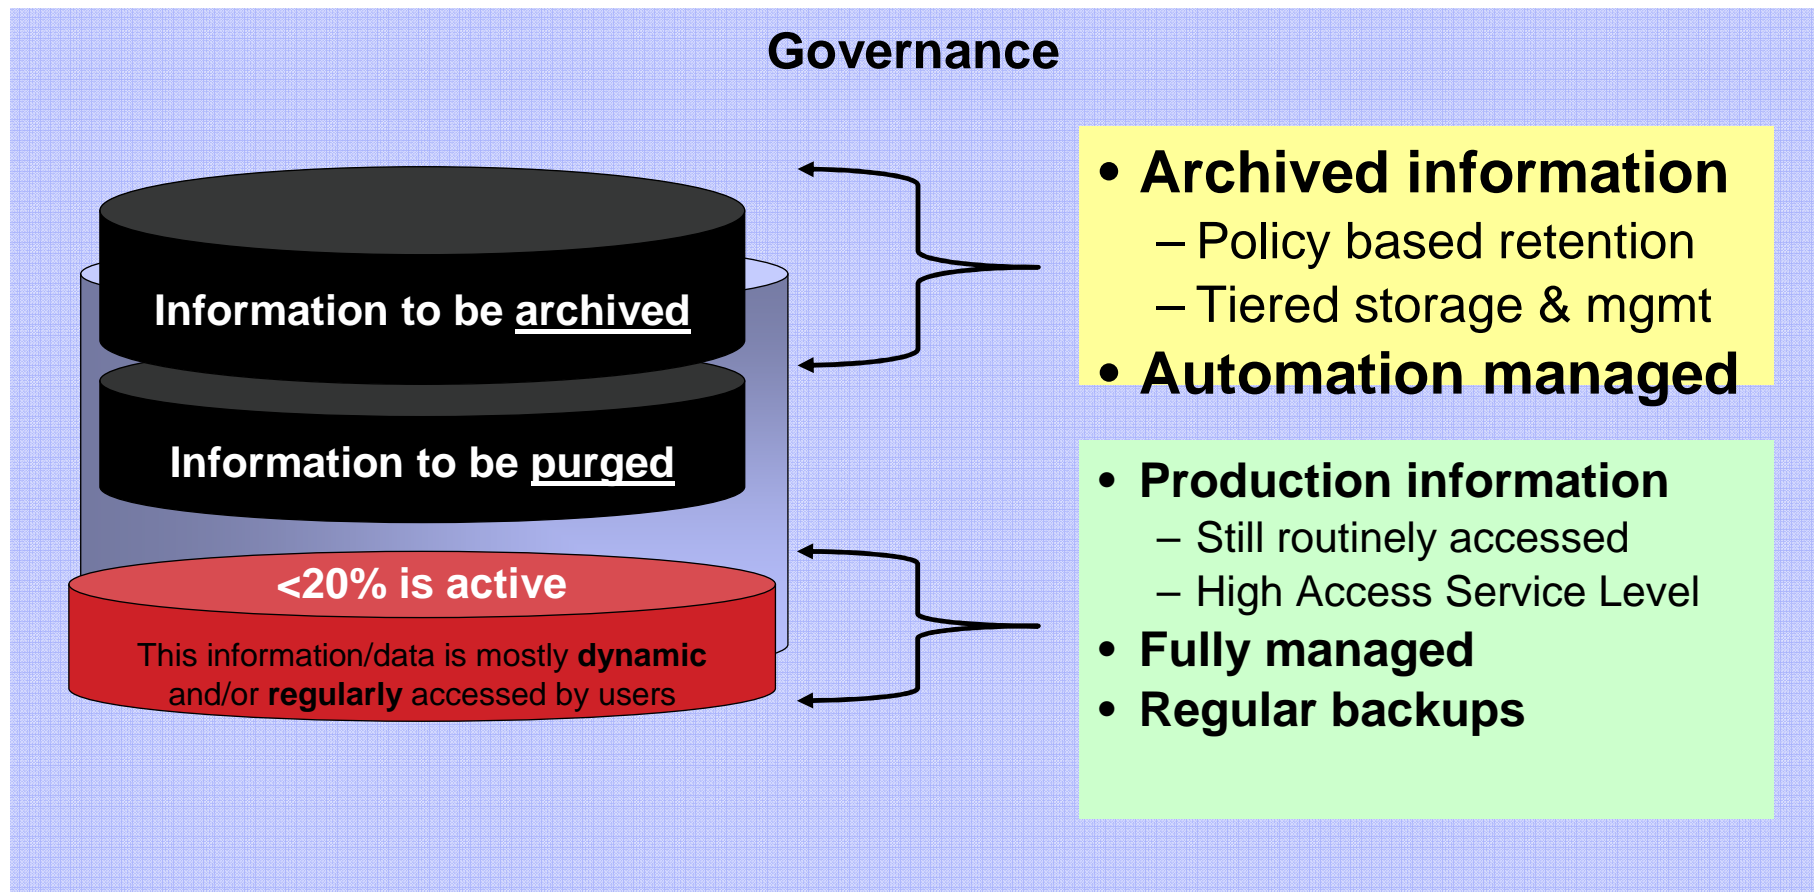 Governance
Information to be archived
Information to be purged
<20% is active
This information/data is mostly dynamic
and/or regularly accessed by users
• Archived information
– Policy based retention
– Tiered storage & mgmt
• Automation managed
• Production information
– Still routinely accessed
– High Access Service Level
• Fully managed
• Regular backups